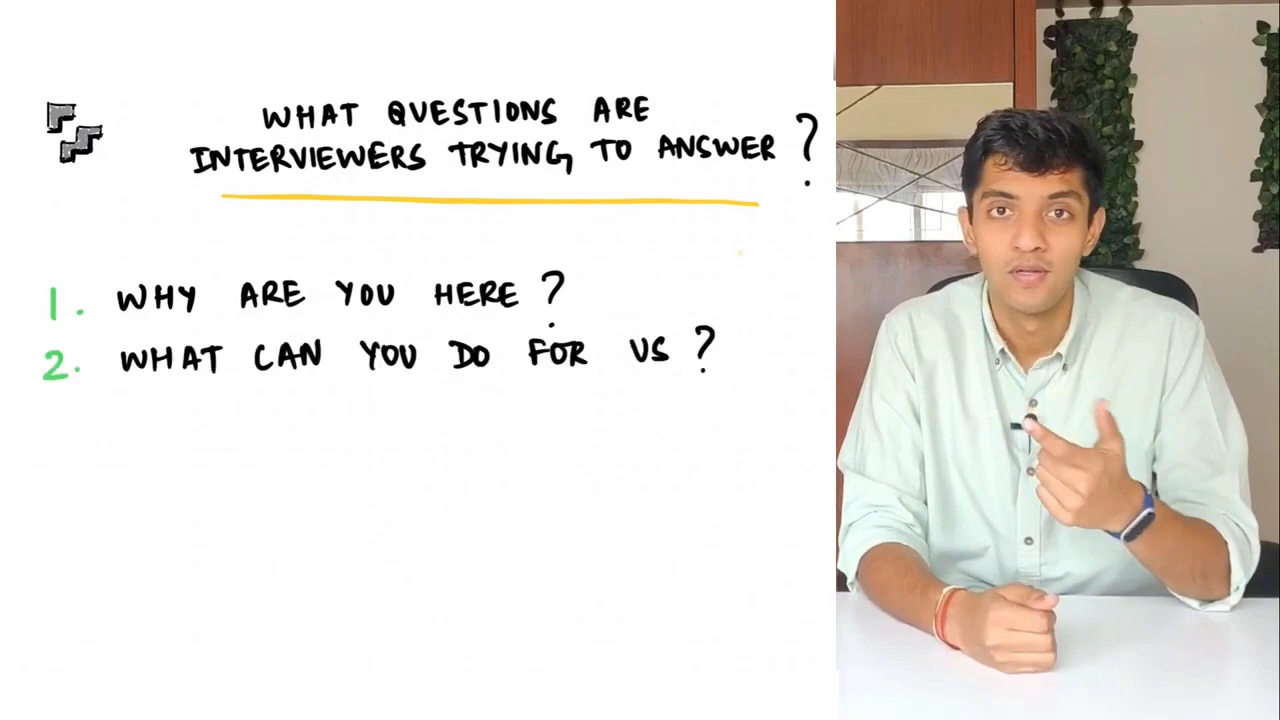 WHAT QUESTIONS ARE
INTERVIEWERS TRYING TO ANSWER?
1. WHY ARE YOU HERE?
2. WHAT CAN YOU DO FOR US?